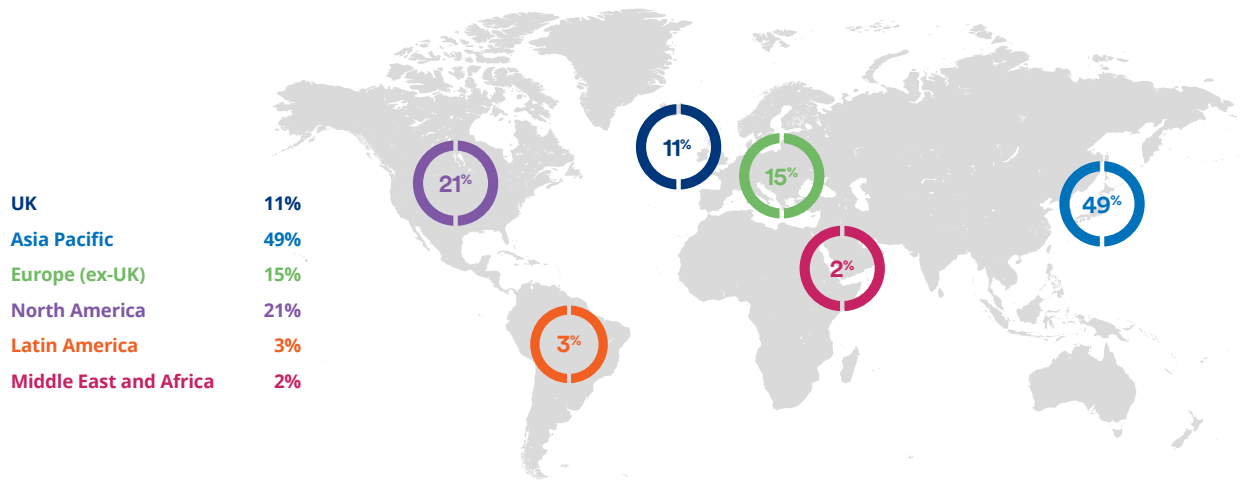 UK 11%
Asia Pacific 49%
Europe (ex-UK) 15%
North America 21%
Latin America 3%
Middle East and Africa 2%
11%
15%
21%
49%
2%
3%